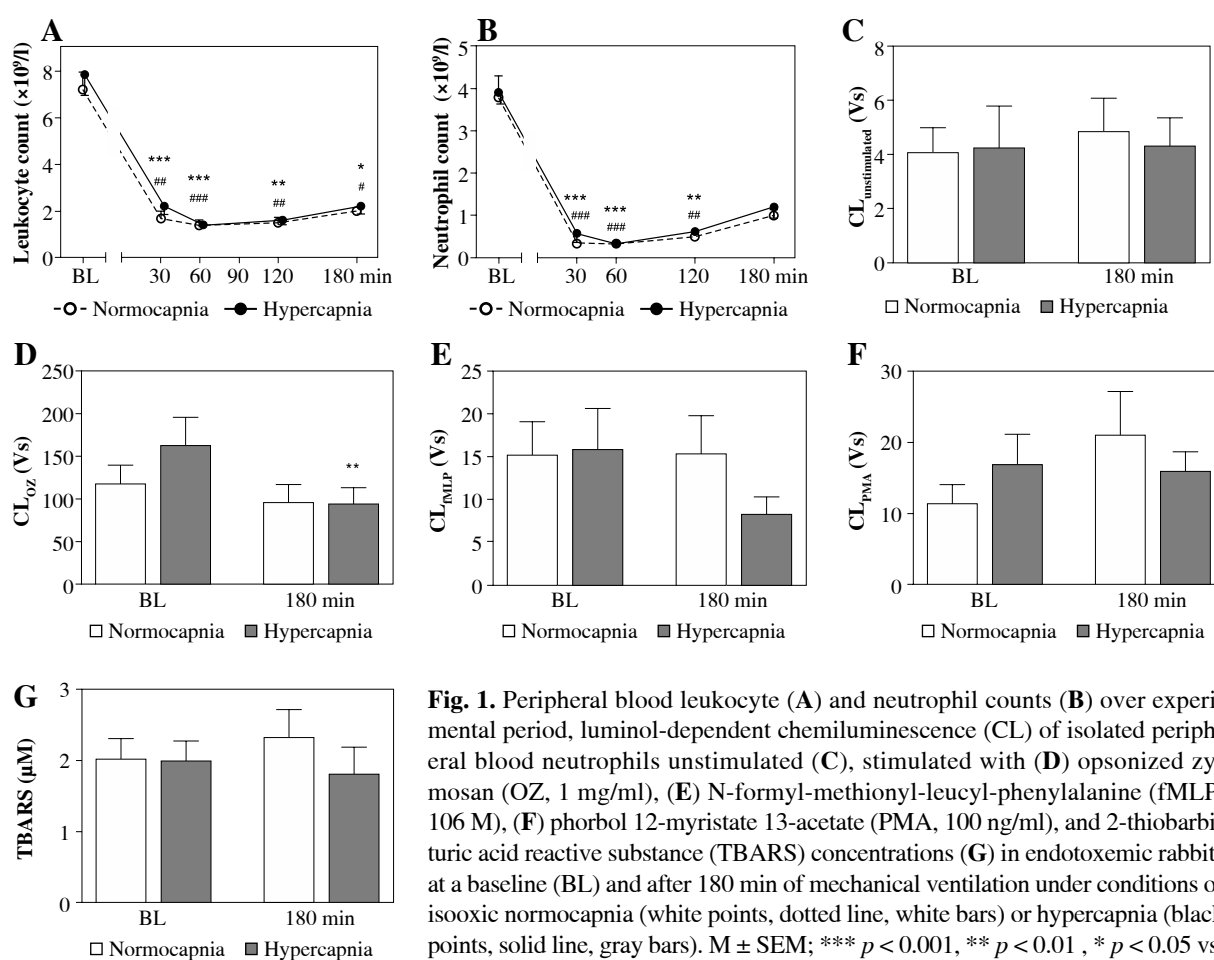 A
Leukocyte count (×10⁹/l)
8
6
4
2
0
***
##
***
###
**
##
*
#
BL
30
60
90
120
180 min
Normocapnia
Hypercapnia
B
Neutrophil count (×10⁹/l)
5
4
3
2
1
0
***
###
***
###
**
##
BL
30
60
120
180 min
Normocapnia
Hypercapnia
C
CLunstimulated (Vs)
8
6
4
2
0
BL
180 min
Normocapnia
Hypercapnia
D
CLOZ (Vs)
250
200
150
100
50
0
**
BL
180 min
Normocapnia
Hypercapnia
E
CLfMLP (Vs)
25
20
15
10
5
0
BL
180 min
Normocapnia
Hypercapnia
F
CLPMA (Vs)
30
20
10
0
BL
180 min
Normocapnia
Hypercapnia
G
TBARS (µM)
3
2
1
0
BL
180 min
Normocapnia
Hypercapnia
Fig. 1. Peripheral blood leukocyte (A) and neutrophil counts (B) over experi
mental period, luminol-dependent chemiluminescence (CL) of isolated periph
eral blood neutrophils unstimulated (C), stimulated with (D) opsonized zy
mosan (OZ, 1 mg/ml), (E) N-formyl-methionyl-leucyl-phenylalanine (fMLP
106 M), (F) phorbol 12-myristate 13-acetate (PMA, 100 ng/ml), and 2-thiobarbi
turic acid reactive substance (TBARS) concentrations (G) in endotoxemic rabbit
at a baseline (BL) and after 180 min of mechanical ventilation under conditions o
isooxic normocapnia (white points, dotted line, white bars) or hypercapnia (black
points, solid line, gray bars). M ± SEM; *** p < 0.001, ** p < 0.01 , * p < 0.05 vs